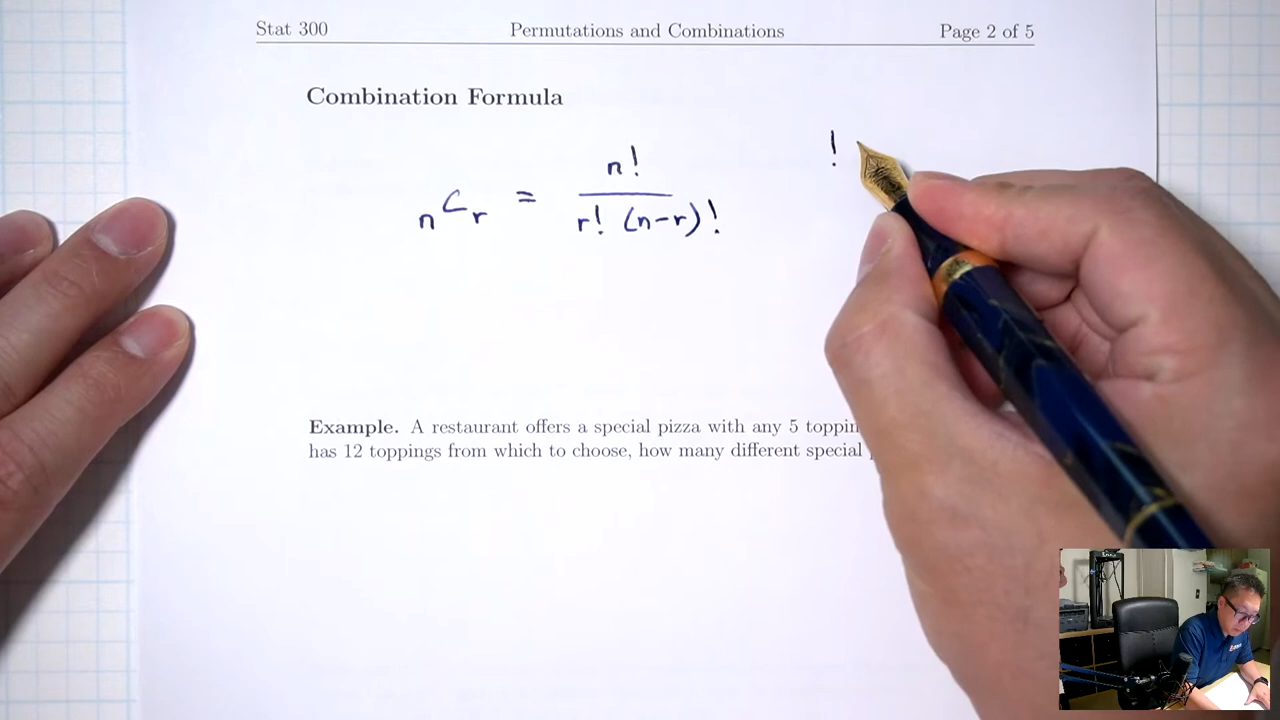 Stat 300 Permutations and Combinations Page 2 of 5
Combination Formula
nCr = n! / r! (n-r)!
!
Example. A restaurant offers a special pizza with any 5
has 12 toppings from which to choose, how many different special